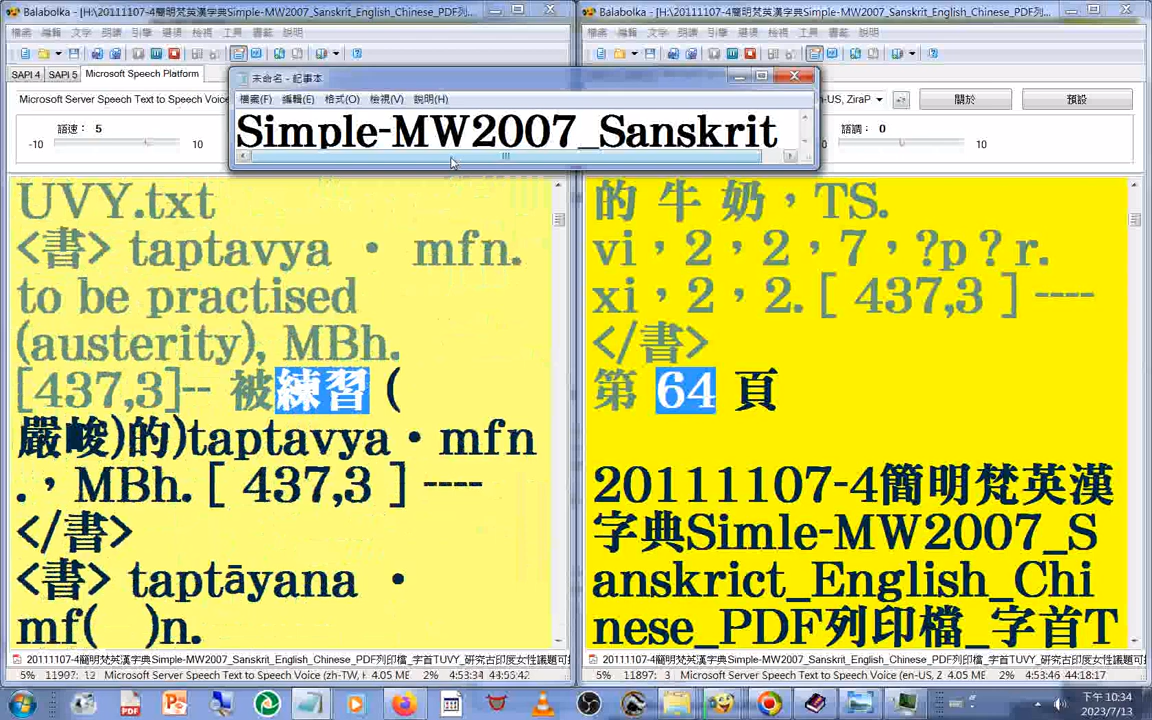 Balabolka - [H:\20111107-4簡明梵英漢字典Simple-MW2007_Sanskrit_English_Chinese_PDF列...
Balabolka - [H:\20111107-4簡明梵英漢字典Simple-MW2007_Sanskrit_English_Chinese_PDF列...
SAPI 4 SAPI 5 Microsoft Speech Platform
未命名 - 記事本
檔案(F) 編輯(E) 格式(O) 檢視(V) 說明(H)
Simple-MW2007_Sanskrit
Microsoft Server Speech Text to Speech Voice
語速： 5
-10 10
n-US, ZiraP 關於 預設
語調： 0
10
UVY.txt
<書> taptavya • mfn.
to be practised
(austerity), MBh.
[437,3]-- 被練習 (
嚴峻)的)taptavya • mfn
.，MBh. [ 437,3 ] ----
</書>
<書> taptāyana •
mf( )n.
的 牛 奶，TS.
vi，2，2，7，?p？r.
xi，2，2. [ 437,3 ] ----
</書>
第 64 頁
20111107-4簡明梵英漢
字典Simle-MW2007_S
anskrict_English_Chi
nese_PDF列印檔_字首T
20111107-4簡明梵英漢字典Simple-MW2007_Sanskrit_English_Chinese_PDF列印檔_字首TUVY_研究古印度女性議題可
20111107-4簡明梵英漢字典Simple-MW2007_Sanskrit_English_Chinese_PDF列印檔_字首TUVY_研究古印度女性議題可
5% 11997: 12 Microsoft Server Speech Text to Speech Voice (zh-TW, 4.05 ME 2% 4:53:34
5% 11897: 3 Microsoft Server Speech Text to Speech Voice (en-US, Z 4.05 MB 2% 4:53:46 44:18:17
下午 10:34
2023/7/13